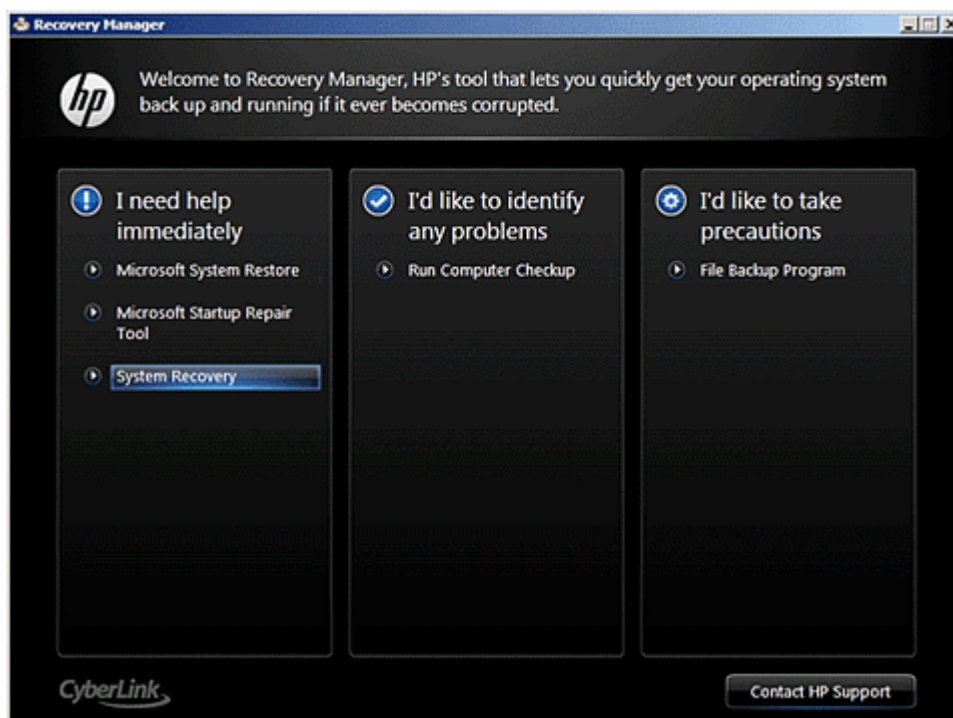 Recovery Manager
hp
Welcome to Recovery Manager, HP's tool that lets you quickly get your operating system
back up and running if it ever becomes corrupted.
I need help
immediately
Microsoft System Restore
Microsoft Startup Repair
Tool
System Recovery
I'd like to identify
any problems
Run Computer Checkup
I'd like to take
precautions
File Backup Program
CyberLink
Contact HP Support